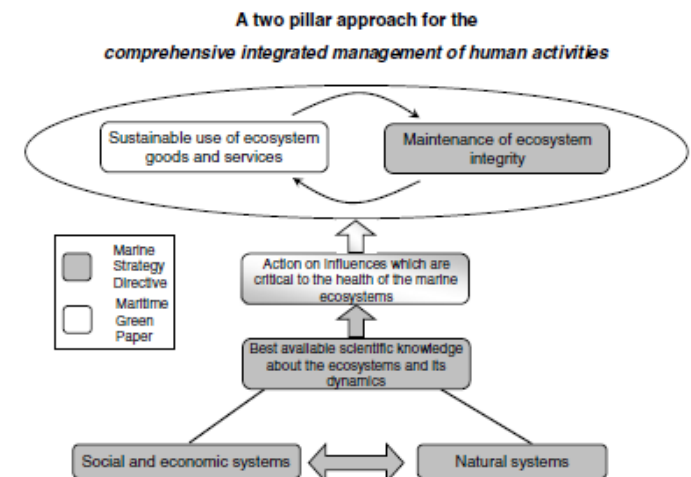 A two pillar approach for the
comprehensive integrated management of human activities
Sustainable use of ecosystem
goods and services
Maintenance of ecosystem
integrity
Marine
Strategy
Directive
Maritime
Green
Paper
Action on influences which are
critical to the health of the marine
ecosystems
Best available scientific knowledge
about the ecosystems and its
dynamics
Social and economic systems
Natural systems